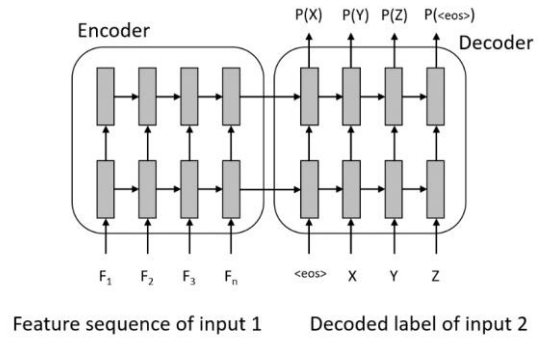 P(X) P(Y) P(Z) P(<eos>)
Encoder
Decoder
F1 F2 F3 Fn <eos> X Y Z
Feature sequence of input 1
Decoded label of input 2